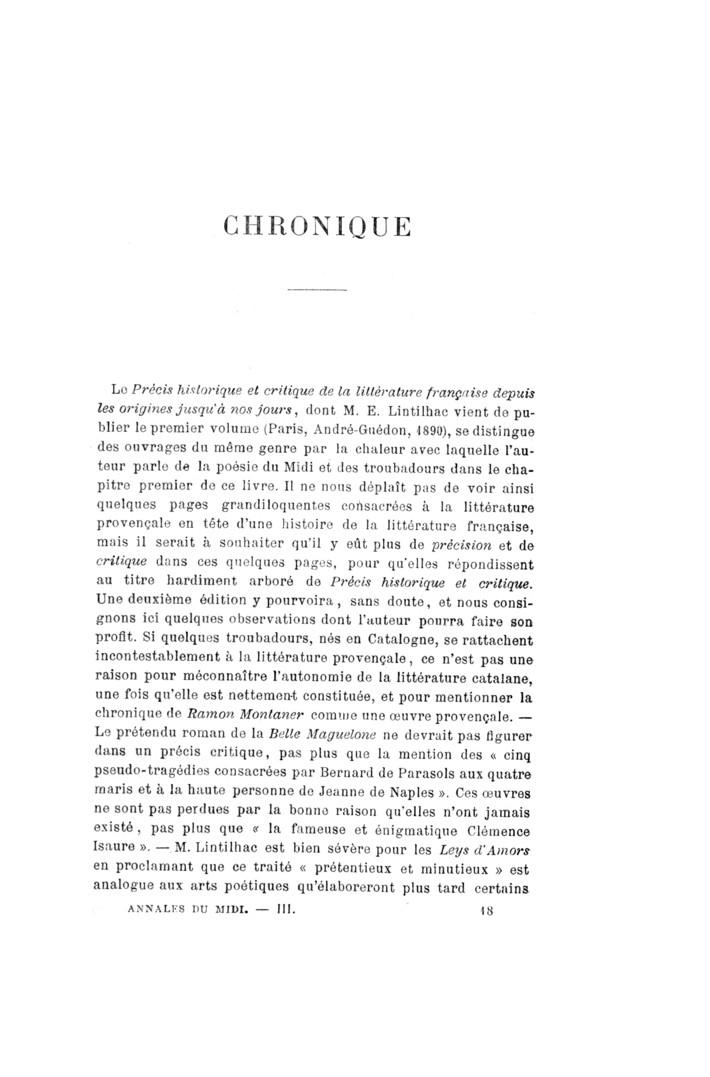 CHRONIQUE
Le Précis historique et critique de la littérature française depuis
les origines jusqu'à nos jours, dont M. E. Lintilhac vient de pu-
blier le premier volume (Paris, André-Guédon, 1890), se distingue
des ouvrages du même genre par la chaleur avec laquelle l'au-
teur parle de la poésie du Midi et des troubadours dans le cha-
pitre premier de ce livre. Il ne nous déplaît pas de voir ainsi
quelques pages grandiloquentes consacrées à la littérature
provençale en tête d'une histoire de la littérature française,
mais il serait à souhaiter qu'il y eût plus de précision et de
critique dans ces quelques pages, pour qu'elles répondissent
au titre hardiment arboré de Précis historique et critique.
Une deuxième édition y pourvoira, sans doute, et nous consi-
gnons ici quelques observations dont l'auteur pourra faire son
profit. Si quelques troubadours, nés en Catalogne, se rattachent
incontestablement à la littérature provençale, ce n'est pas une
raison pour méconnaître l'autonomie de la littérature catalane,
une fois qu'elle est nettement constituée, et pour mentionner la
chronique de Ramon Montaner comme une œuvre provençale. —
Le prétendu roman de la Belle Maguelone ne devrait pas figurer
dans un précis critique, pas plus que la mention des « cinq
pseudo-tragédies consacrées par Bernard de Parasols aux quatre
maris et à la haute personne de Jeanne de Naples ». Ces œuvres
ne sont pas perdues par la bonne raison qu'elles n'ont jamais
existé, pas plus que « la fameuse et énigmatique Clémence
Isaure ». — M. Lintilhac est bien sévère pour les Leys d'Amors
en proclamant que ce traité « prétentieux et minutieux » est
analogue aux arts poétiques qu'élaboreront plus tard certains
ANNALES DU MIDI. — III. 18